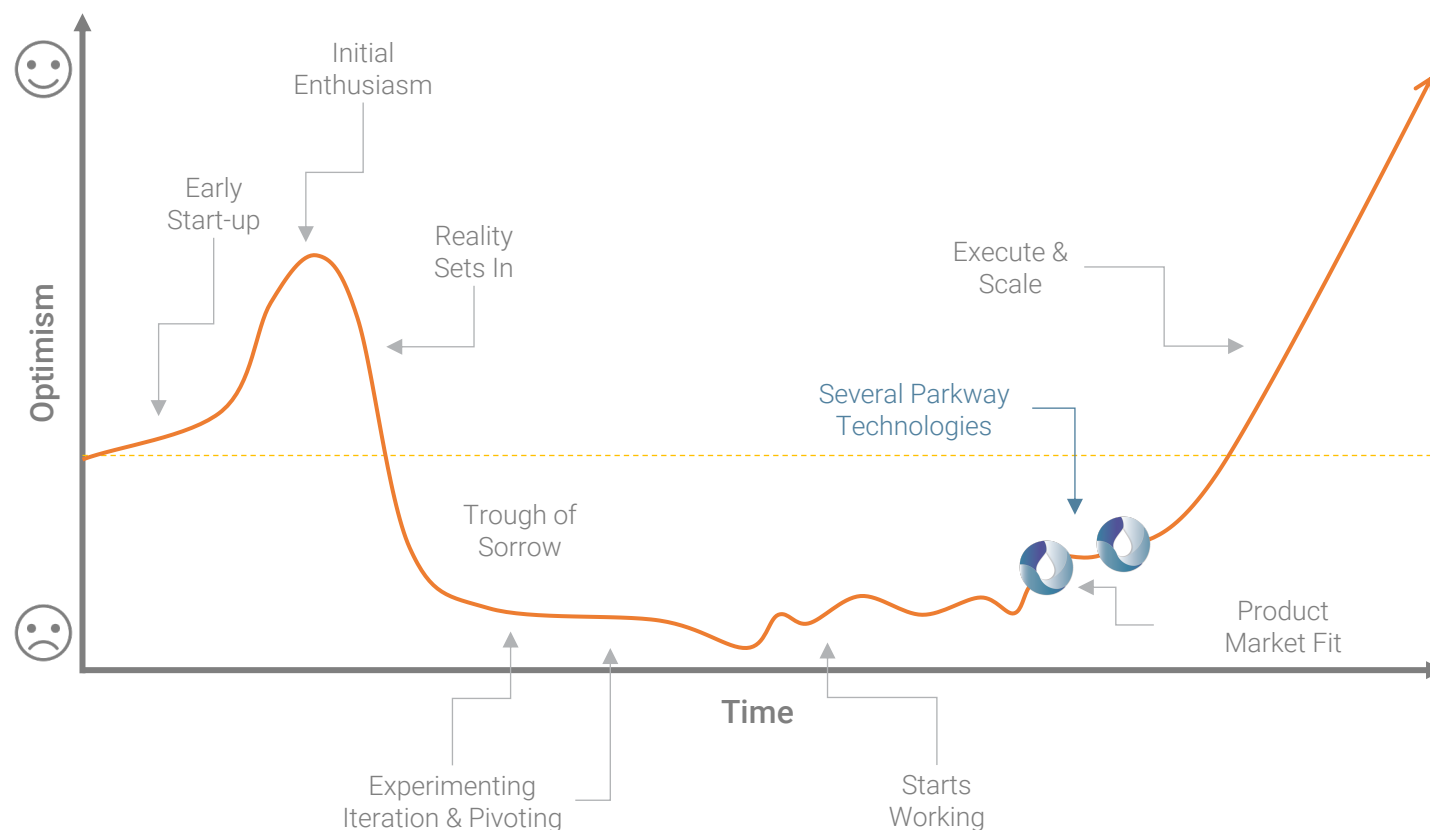 Initial
Enthusiasm
Early
Start-up
Reality
Sets In
Execute &
Scale
Optimism
Several Parkway
Technologies
Trough of
Sorrow
Product
Market Fit
Time
Experimenting
Iteration & Pivoting
Starts
Working